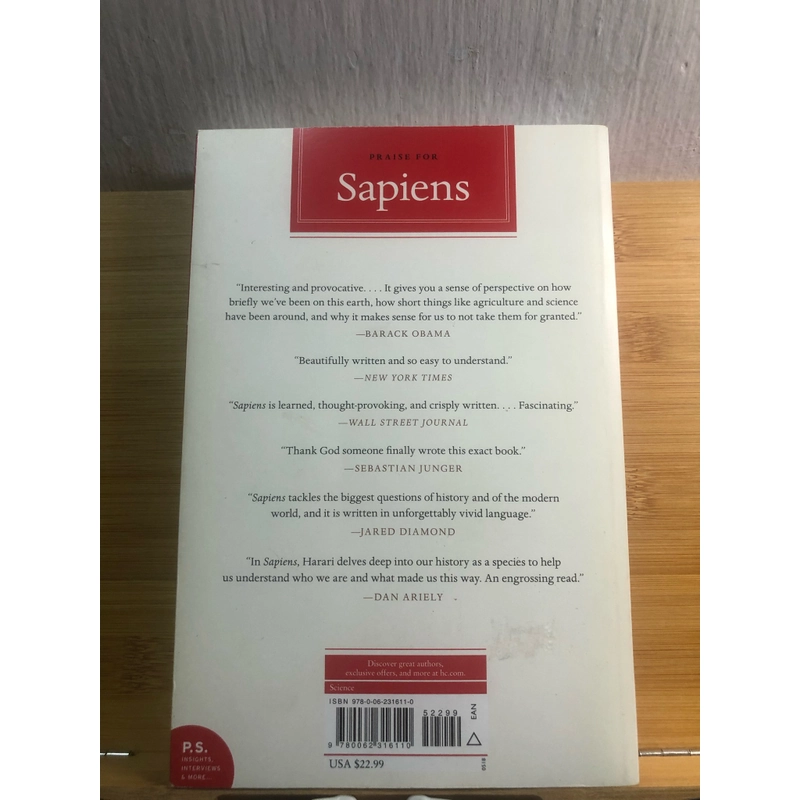 PRAISE FOR
Sapiens
"Interesting and provocative. . . . It gives you a sense of perspective on how
briefly we've been on this earth, how short things like agriculture and science
have been around, and why it makes sense for us to not take them for granted."
—BARACK OBAMA
"Beautifully written and so easy to understand."
—NEW YORK TIMES
"Sapiens is learned, thought-provoking, and crisply written. . . . Fascinating."
—WALL STREET JOURNAL
"Thank God someone finally wrote this exact book."
—SEBASTIAN JUNGER
"Sapiens tackles the biggest questions of history and of the modern
world, and it is written in unforgettably vivid language."
—JARED DIAMOND
"In Sapiens, Harari delves deep into our history as a species to help
us understand who we are and what made us this way. An engrossing read."
—DAN ARIELY
Discover great authors,
exclusive offers, and more at hc.com.
Science
ISBN 978-0-06-231611-0
52299
EAN
9 780062 316110
USA $22.99
P.S.
INSIGHTS,
INTERVIEWS
& MORE...